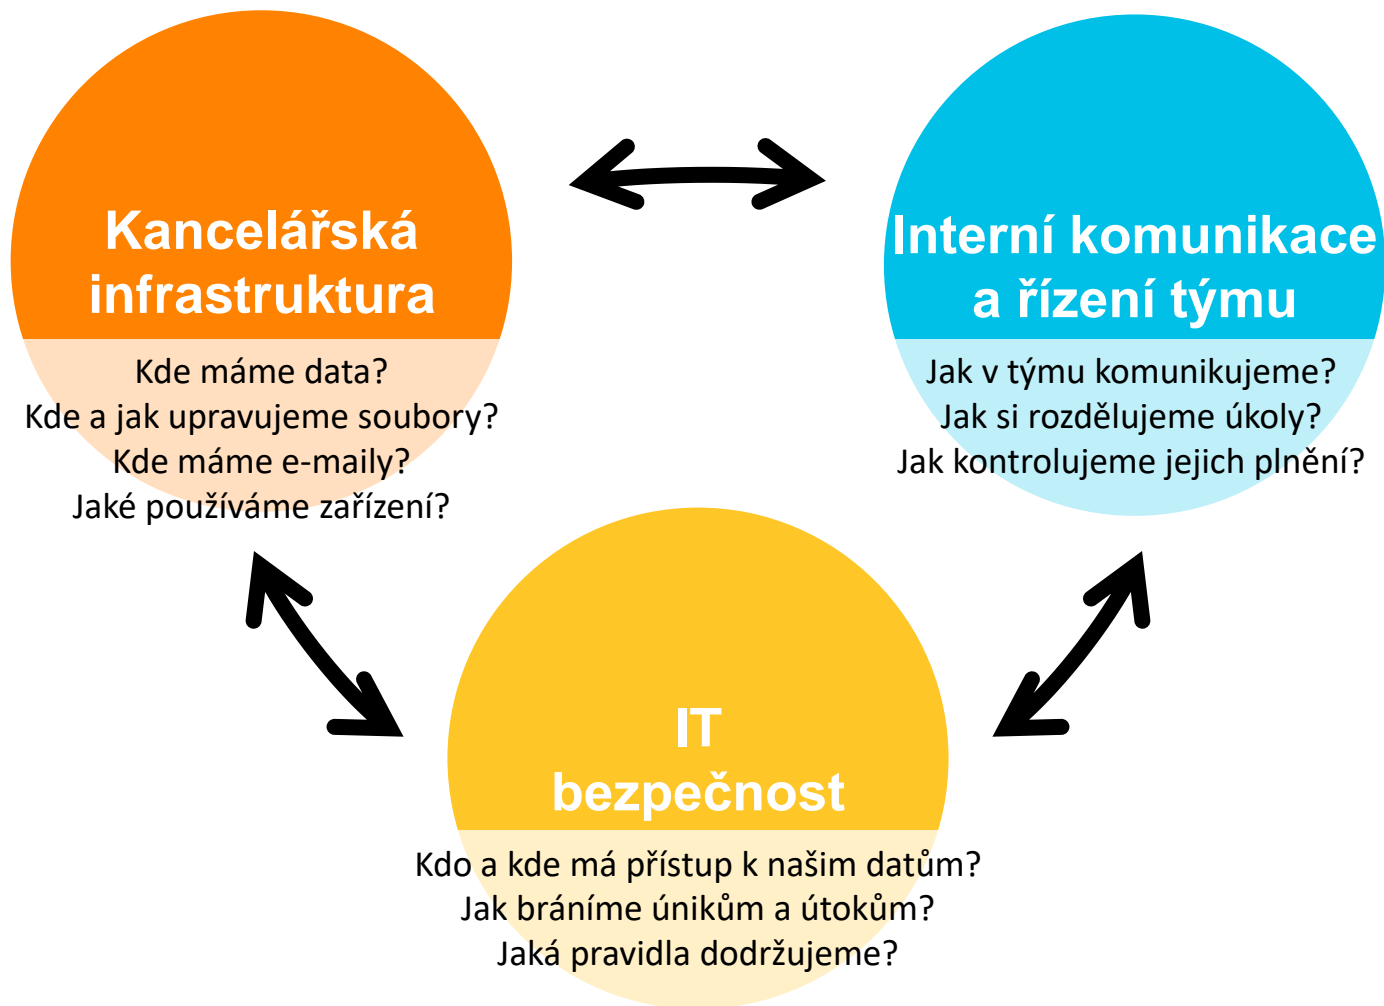 Kancelářská
infrastruktura
Kde máme data?
Kde a jak upravujeme soubory?
Kde máme e-maily?
Jaké používáme zařízení?
Interní komunikace
a řízení týmu
Jak v týmu komunikujeme?
Jak si rozdělujeme úkoly?
Jak kontrolujeme jejich plnění?
IT
bezpečnost
Kdo a kde má přístup k našim datům?
Jak bráníme únikům a útokům?
Jaká pravidla dodržujeme?